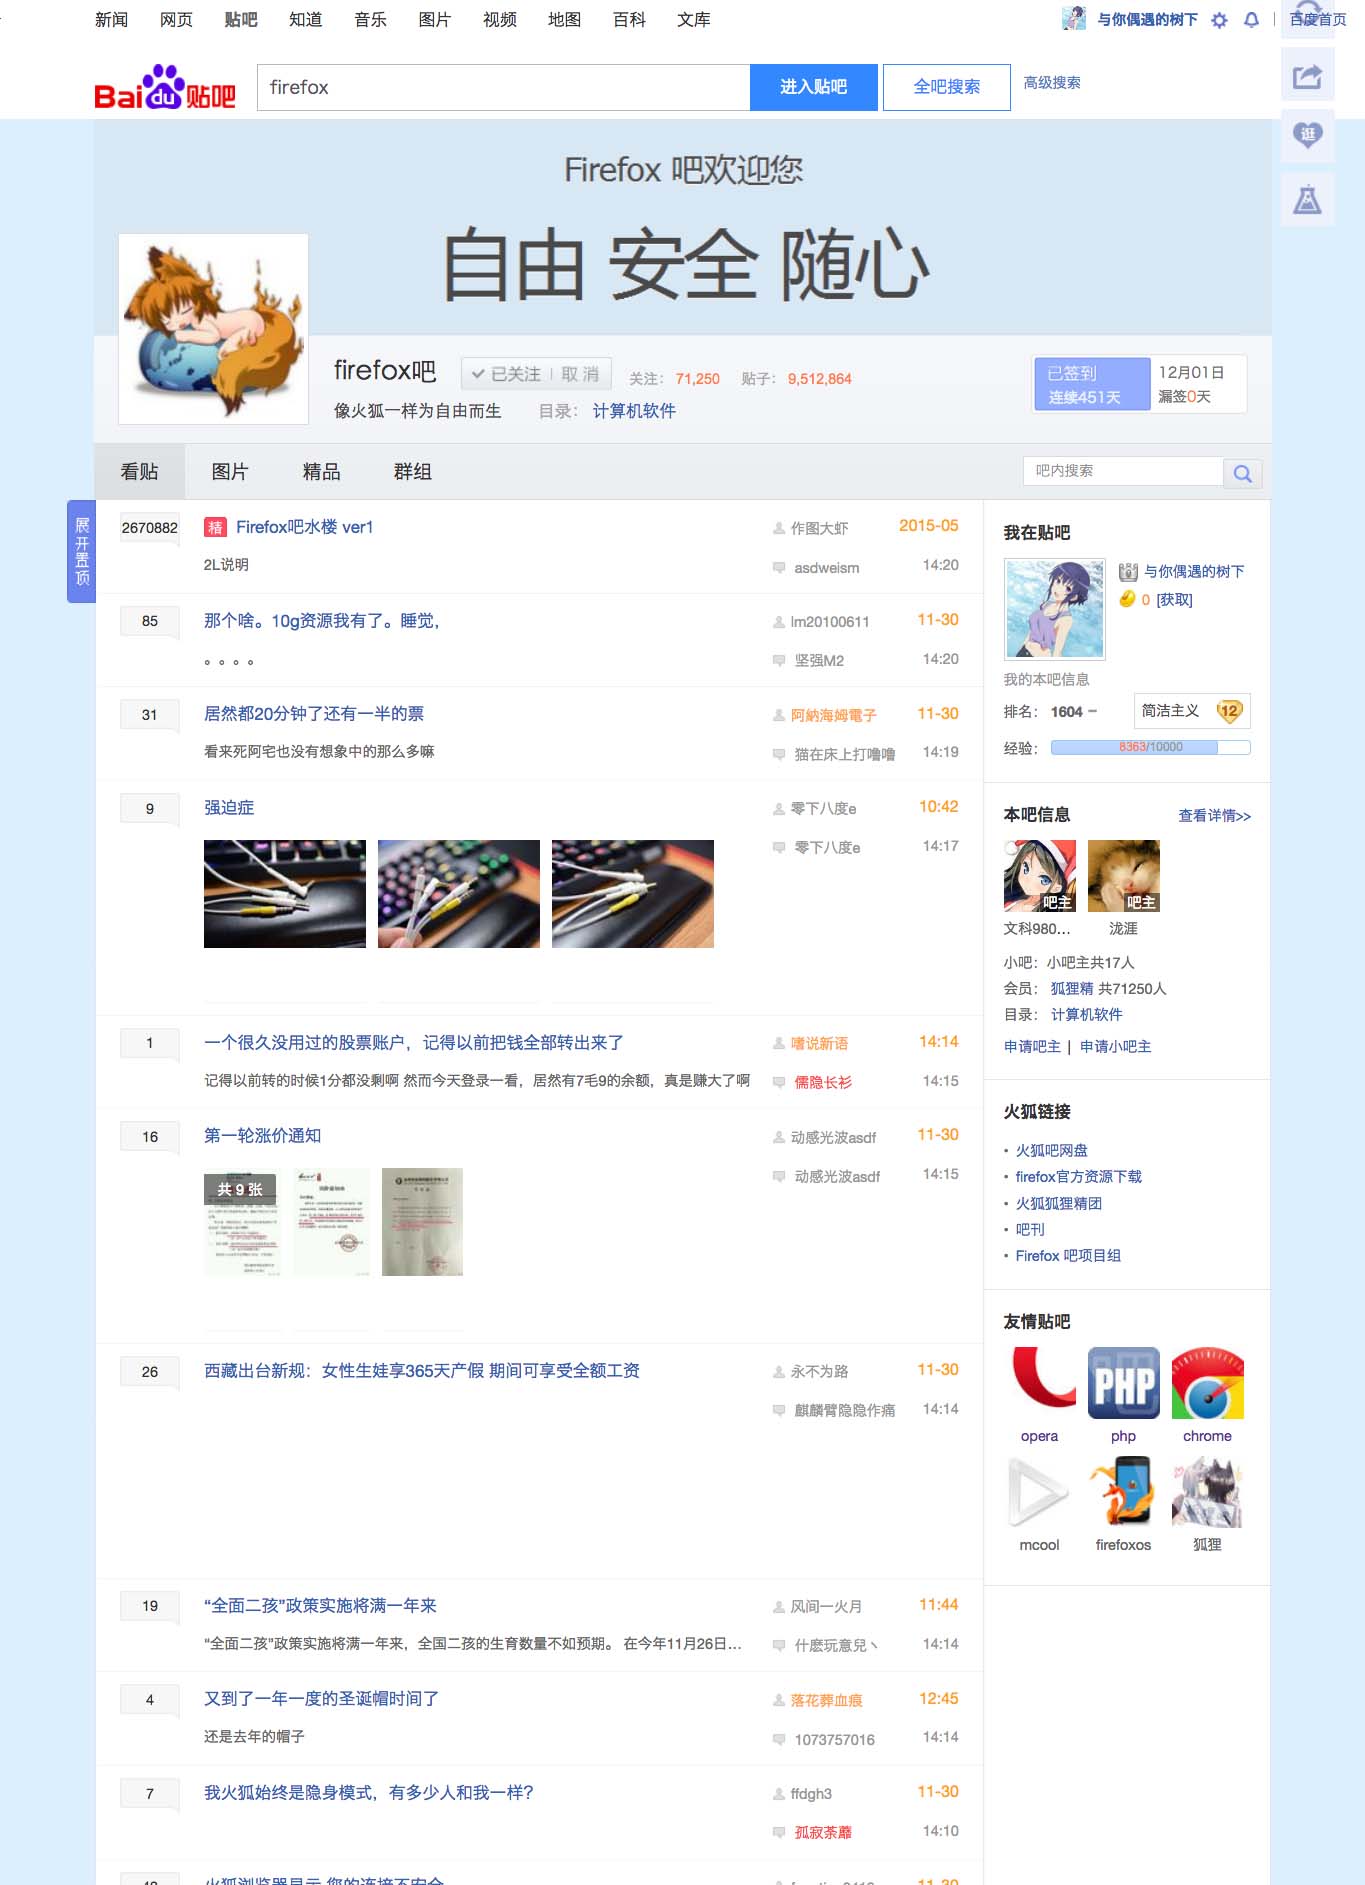 新闻 网页 贴吧 知道 音乐 图片 视频 地图 百科 文库
与你偶遇的树下 | 百度首页
Bai du 贴吧
firefox 进入贴吧 全吧搜索 高级搜索
逛
Firefox 吧欢迎您
自由 安全 随心
firefox吧 已关注 | 取消 关注： 71,250 贴子： 9,512,864
像火狐一样为自由而生 目录： 计算机软件
已签到
连续451天
12月01日
漏签0天
看贴 图片 精品 群组 吧内搜索
展开置顶
2670882 精 Firefox吧水楼 ver1 作图大虾 2015-05
2L说明 asdweism 14:20
85 那个啥。10g资源我有了。睡觉， lm20100611 11-30
。。。。 坚强M2 14:20
31 居然都20分钟了还有一半的票 阿納海姆電子 11-30
看来死阿宅也没有想象中的那么多嘛 猫在床上打噜噜 14:19
9 强迫症 零下八度e 10:42
零下八度e 14:17
1 一个很久没用过的股票账户，记得以前把钱全部转出来了 嗜说新语 14:14
记得以前转的时候1分都没剩啊 然而今天登录一看，居然有7毛9的余额，真是赚大了啊 儒隐长衫 14:15
16 第一轮涨价通知 动感光波asdf 11-30
共 9 张 动感光波asdf 14:15
26 西藏出台新规：女性生娃享365天产假 期间可享受全额工资 永不为路 11-30
麒麟臂隐隐作痛 14:14
19 “全面二孩”政策实施将满一年来 风间一火月 11:44
“全面二孩”政策实施将满一年来，全国二孩的生育数量不如预期。 在今年11月26日... 什麽玩意兒丶 14:14
4 又到了一年一度的圣诞帽时间了 落花葬血痕 12:45
还是去年的帽子 1073757016 14:14
7 我火狐始终是隐身模式，有多少人和我一样？ ffdgh3 11-30
孤寂荼蘼 14:10
我在贴吧
与你偶遇的树下
0 [获取]
我的本吧信息
排名： 1604 简洁主义 12
经验： 8363/10000
本吧信息 查看详情>>
吧主 吧主
文科980... 泷涯
小吧：小吧主共17人
会员： 狐狸精 共71250人
目录： 计算机软件
申请吧主 | 申请小吧主
火狐链接
• 火狐吧网盘
• firefox官方资源下载
• 火狐狐狸精团
• 吧刊
• Firefox 吧项目组
友情贴吧
PHP
opera php chrome
mcool firefoxos 狐狸